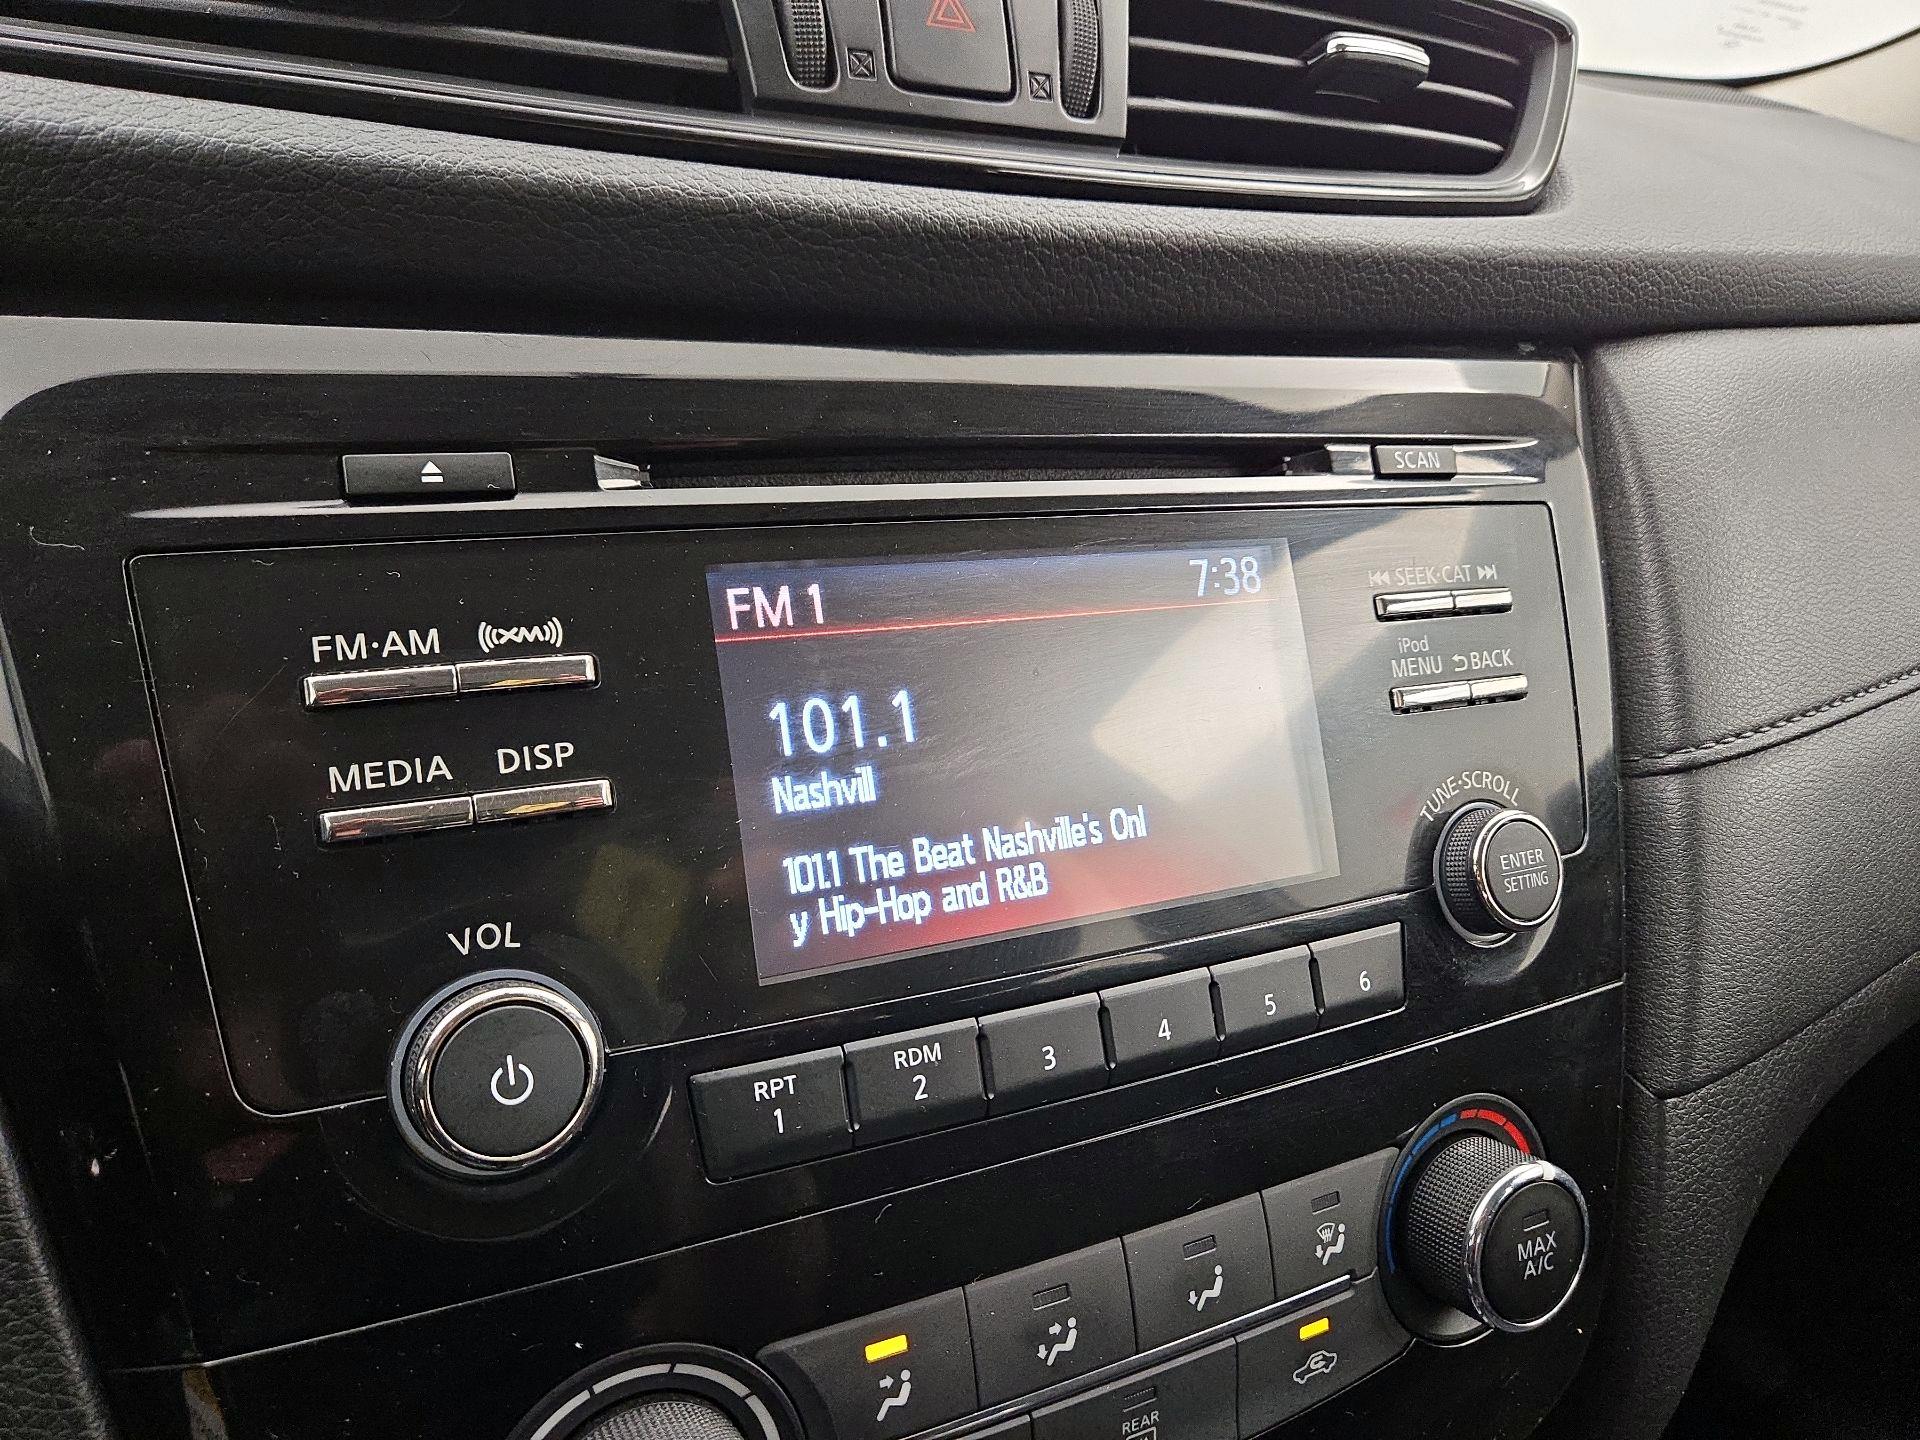 SCAN
FM 1 7:38
SEEK·CAT
FM·AM XM
iPod
MENU BACK
101.1
Nashvill
MEDIA DISP
TUNE·SCROLL
101.1 The Beat Nashville's Onl
y Hip-Hop and R&B
ENTER
SETTING
VOL
RPT
1
RDM
2
3
4
5
6
MAX
A/C
REAR